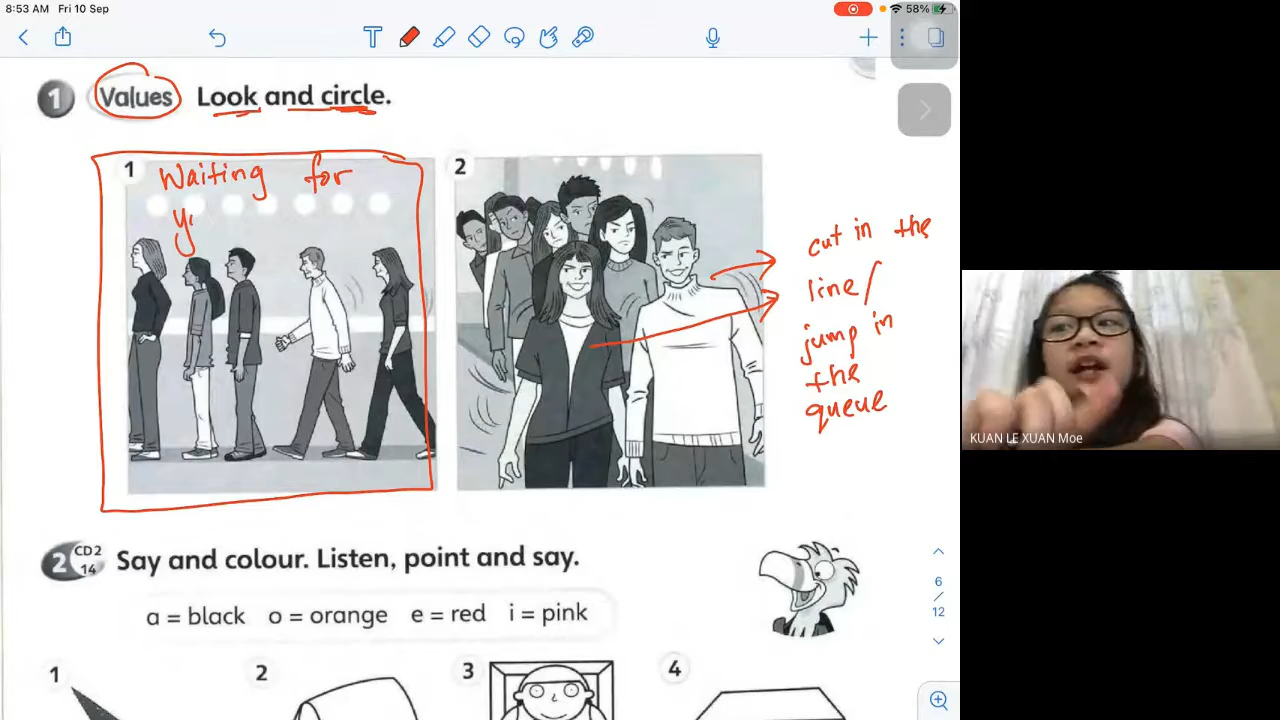 8:53 AM Fri 10 Sep
58%
T
1 Values Look and circle.
1
Waiting for
y
2
cut in the
line/
jump in
the
queue
KUAN LE XUAN Moe
2 CD2 14 Say and colour. Listen, point and say.
a = black o = orange e = red i = pink
6
/
12
1
2
3
4